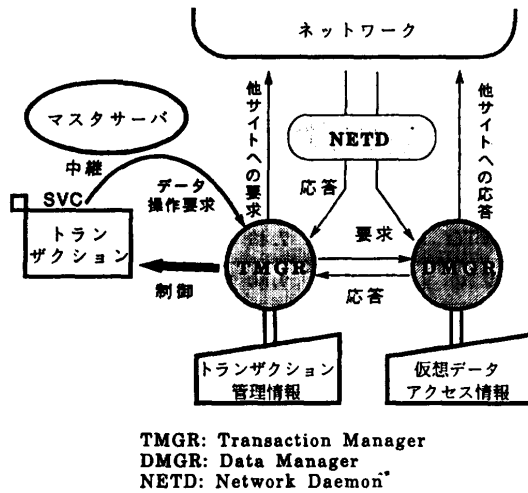 ネットワーク
マスタサーバ
中継
SVC
データ
操作要求
他サイトへの要求
NETD
他サイトへの応答
応答
要求
トラン
ザクション
TMGR
DMGR
制御
応答
トランザクション
管理情報
仮想データ
アクセス情報
TMGR: Transaction Manager
DMGR: Data Manager
NETD: Network Daemon